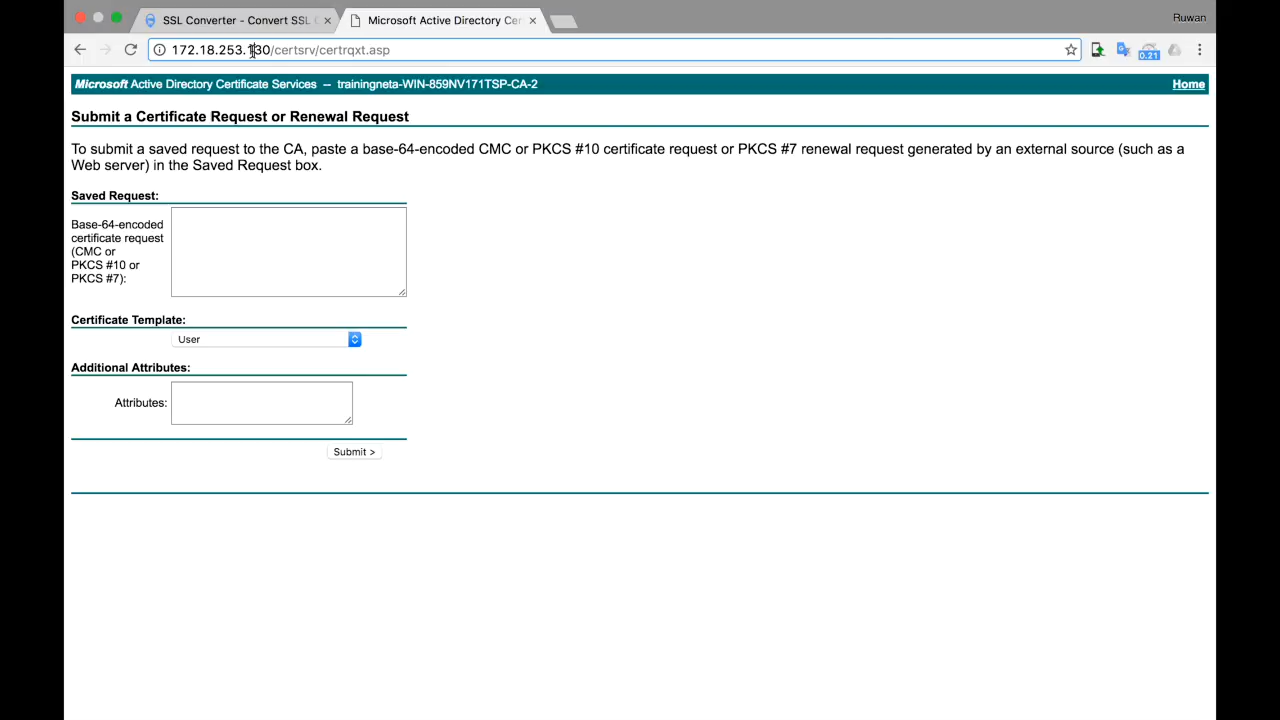 SSL Converter - Convert SSL C
Microsoft Active Directory Cer
Ruwan
172.18.253.130/certsrv/certrqxt.asp
0.21
Microsoft Active Directory Certificate Services -- trainingneta-WIN-859NV171TSP-CA-2
Home
Submit a Certificate Request or Renewal Request
To submit a saved request to the CA, paste a base-64-encoded CMC or PKCS #10 certificate request or PKCS #7 renewal request generated by an external source (such as a
Web server) in the Saved Request box.
Saved Request:
Base-64-encoded
certificate request
(CMC or
PKCS #10 or
PKCS #7):
Certificate Template:
User
Additional Attributes:
Attributes:
Submit >